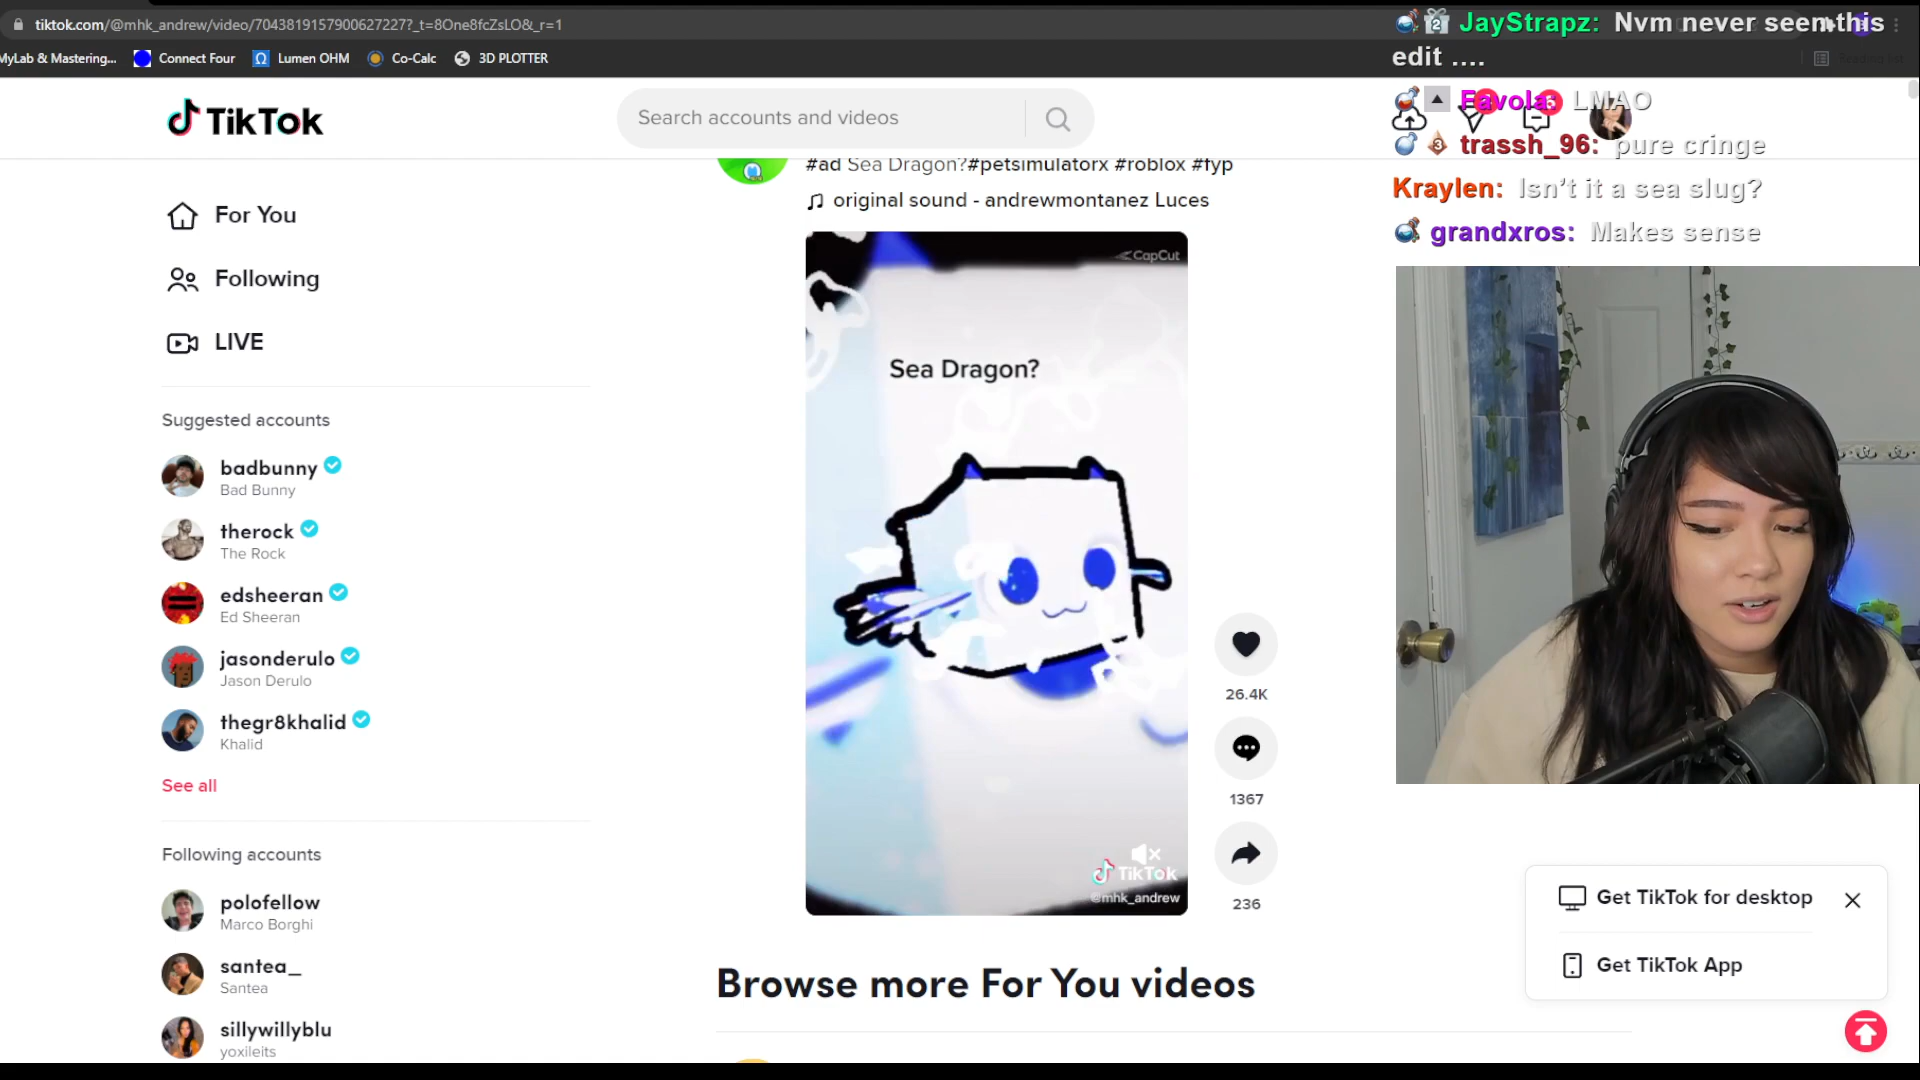 tiktok.com/@mhk_andrew/video/7043819157900627227?_t=8One8fcZsLO&_r=1
MyLab & Mastering...
Connect Four
Lumen OHM
Co-Calc
3D PLOTTER
TikTok
Search accounts and videos
JayStrapz: Nvm never seem this
edit ....
Favola: LMAO
trassh_96: pure cringe
Kraylen: Isn't it a sea slug?
grandxros: Makes sense
For You
Following
LIVE
Suggested accounts
badbunny
Bad Bunny
therock
The Rock
edsheeran
Ed Sheeran
jasonderulo
Jason Derulo
thegr8khalid
Khalid
See all
Following accounts
polofellow
Marco Borghi
santea_
Santea
sillywillyblu
yoxileits
#ad Sea Dragon?#petsimulatorx #roblox #fyp
original sound - andrewmontanez Luces
CapCut
Sea Dragon?
TikTok
@mhk_andrew
26.4K
1367
236
Browse more For You videos
Get TikTok for desktop
Get TikTok App